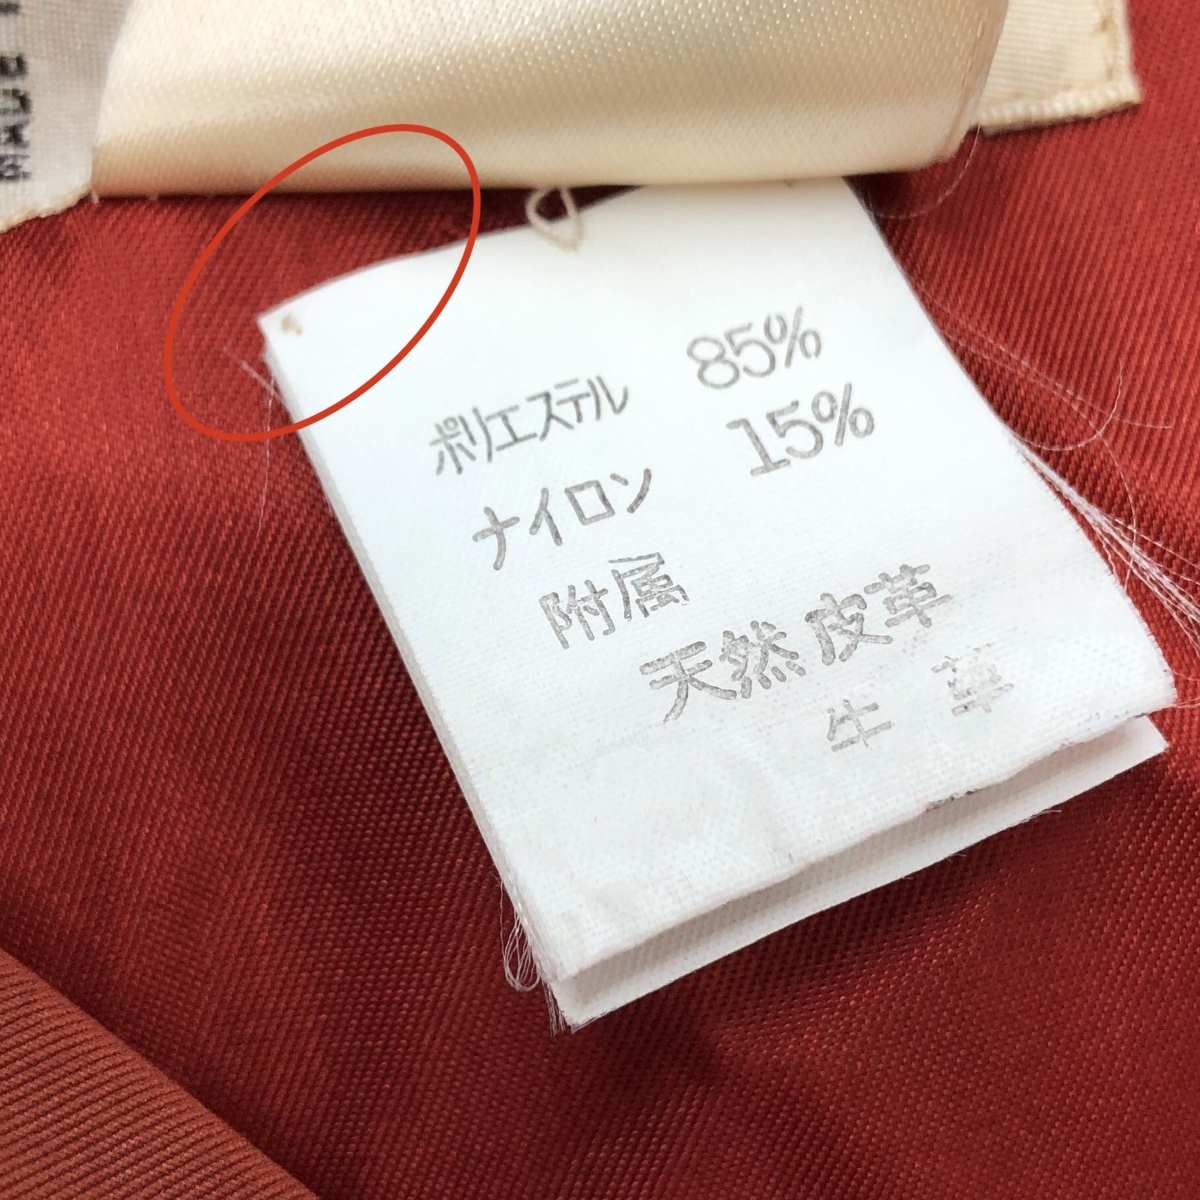 MADE
ポリエステル 85%
ナイロン 15%
附属
天然皮革
牛革